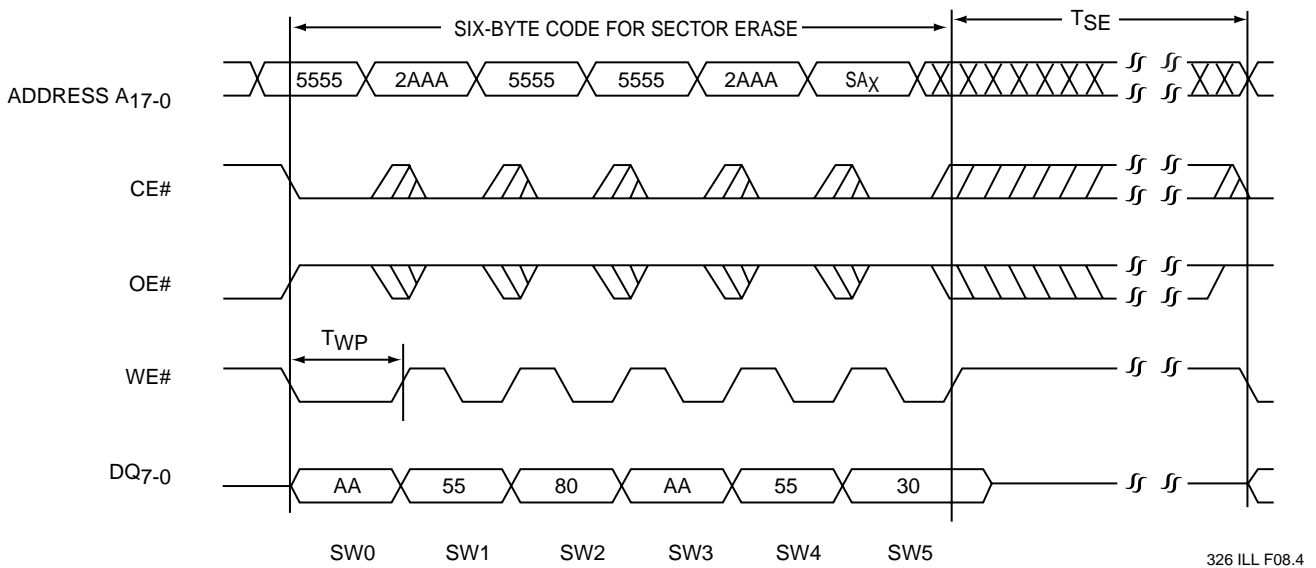 SIX-BYTE CODE FOR SECTOR ERASE TSE
ADDRESS A17-0 5555 2AAA 5555 5555 2AAA SAX
CE#
OE#
TWP
WE#
DQ7-0 AA 55 80 AA 55 30
SW0 SW1 SW2 SW3 SW4 SW5
326 ILL F08.4